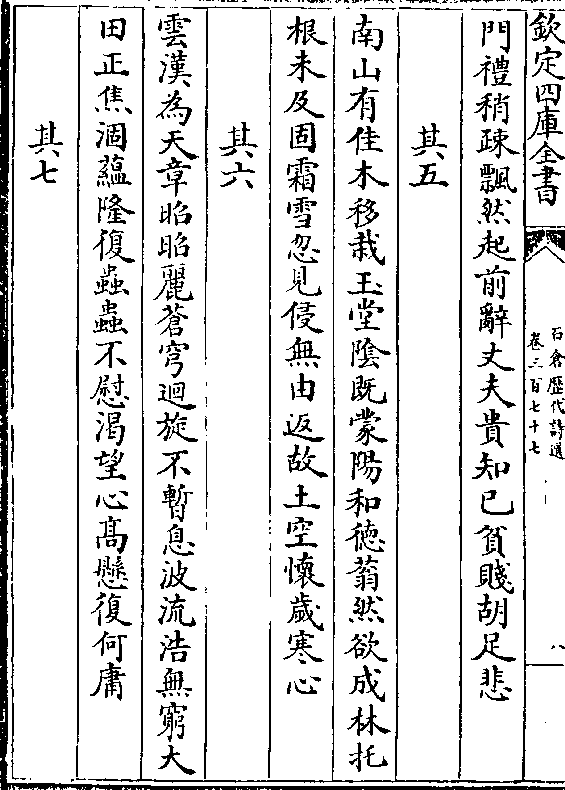 欽定四庫全書
石倉歷代詩選
卷三百七十七
八
門禮稍疎飄然起前辭丈夫貴知已貧賤胡足悲
其五
南山有佳木移栽玉堂陰既蒙陽和德蓊然欲成林托
根未及固霜雪忽見侵無由返故土空懷歲寒心
其六
雲漢為天章昭昭麗蒼穹迴旋不暫息波流浩無窮大
田正焦涸蘊隆復蟲蟲不慰渴望心高懸復何庸
其七